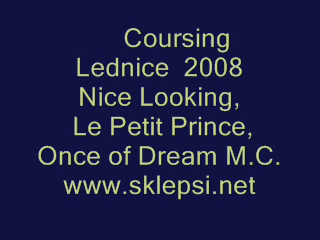 Coursing
Lednice 2008
Nice Looking,
Le Petit Prince,
Once of Dream M.C.
www.sklepsi.net